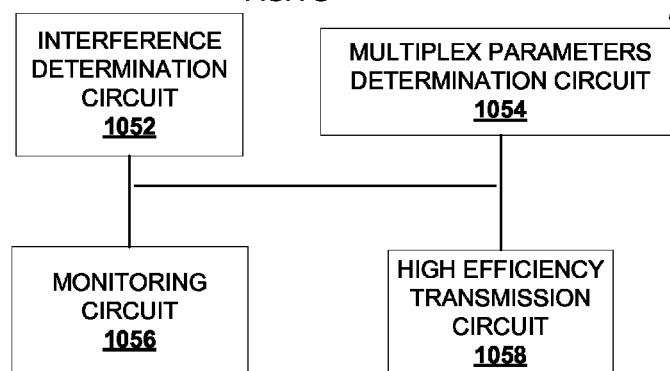 INTERFERENCE
DETERMINATION
CIRCUIT
1052
MULTIPLEX PARAMETERS
DETERMINATION CIRCUIT
1054
MONITORING
CIRCUIT
1056
HIGH EFFICIENCY
TRANSMISSION
CIRCUIT
1058